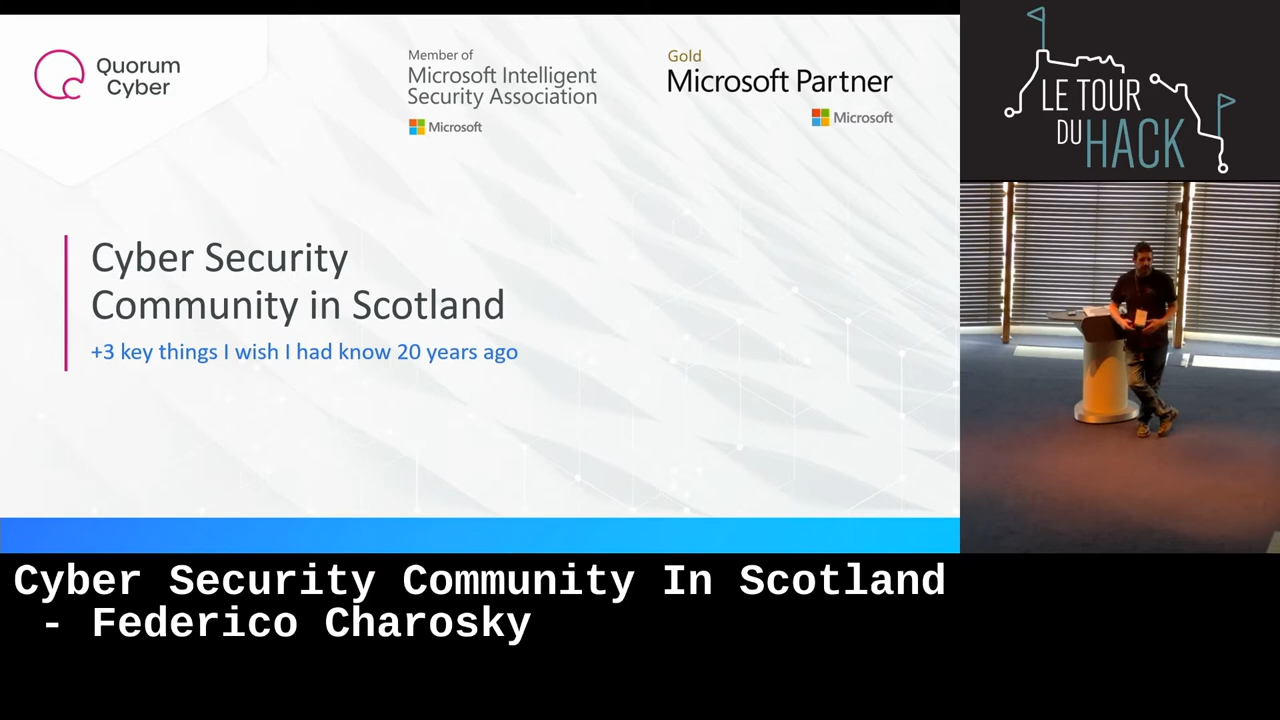 Quorum
Cyber
Member of
Microsoft Intelligent
Security Association
Microsoft
Gold
Microsoft Partner
Microsoft
LE TOUR
DU HACK
Cyber Security
Community in Scotland
+3 key things I wish I had know 20 years ago
Cyber Security Community In Scotland
- Federico Charosky